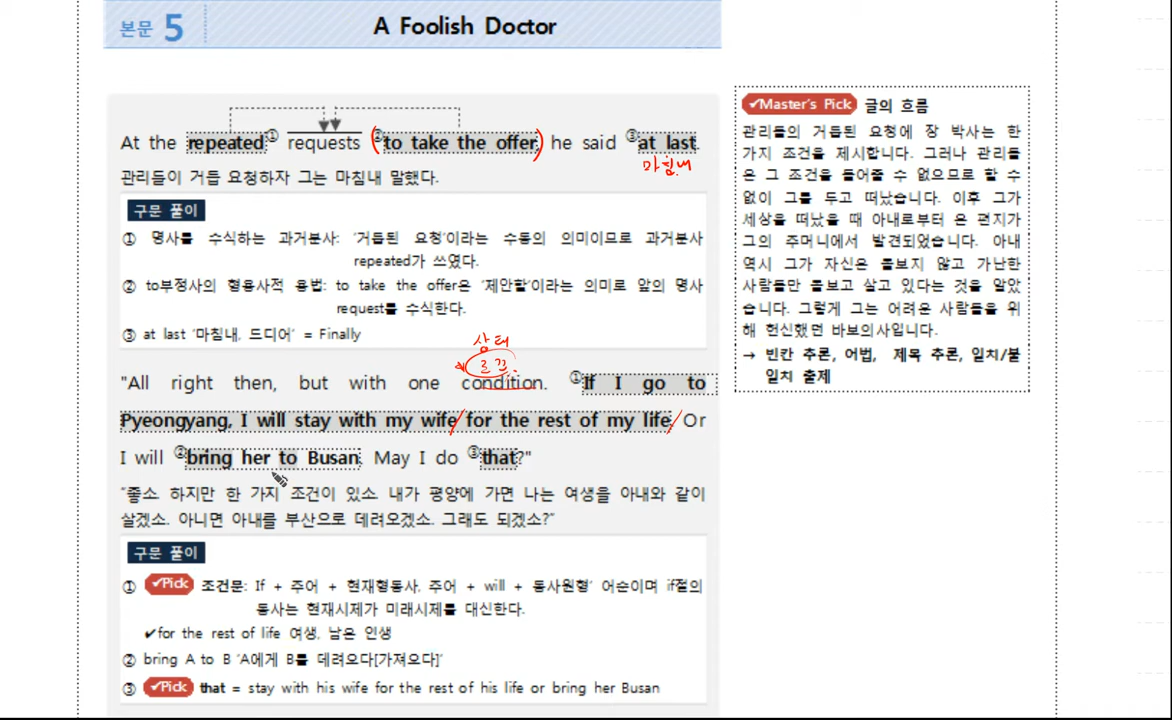 본문 5
A Foolish Doctor
At the repeated① requests (②to take the offer,) he said ③at last.
마침내
관리들이 거듭 요청하자 그는 마침내 말했다.
구문 풀이
① 명사를 수식하는 과거분사: '거듭된 요청'이라는 수동의 의미이므로 과거분사
repeated가 쓰였다.
② to부정사의 형용사적 용법: to take the offer은 '제안할'이라는 의미로 앞의 명사
request를 수식한다.
③ at last '마침내, 드디어' = Finally
상태
조건
"All right then, but with one condition. ①If I go to
Pyeongyang, I will stay with my wife/ for the rest of my life/ Or
I will ②bring her to Busan. May I do ③that?"
"좋소. 하지만 한 가지 조건이 있소. 내가 평양에 가면 나는 여생을 아내와 같이
살겠소. 아니면 아내를 부산으로 데려오겠소. 그래도 되겠소?"
구문 풀이
① ✔Pick 조건문: If + 주어 + 현재형동사, 주어 + will + 동사원형' 어순이며 if절의
동사는 현재시제가 미래시제를 대신한다.
✔for the rest of life 여생, 남은 인생
② bring A to B 'A에게 B를 데려오다[가져오다]'
③ ✔Pick that = stay with his wife for the rest of his life or bring her Busan
✔Master's Pick 글의 흐름
관리들의 거듭된 요청에 장 박사는 한
가지 조건을 제시합니다. 그러나 관리들
은 그 조건을 들어줄 수 없으므로 할 수
없이 그를 두고 떠났습니다. 이후 그가
세상을 떠났을 때 아내로부터 온 편지가
그의 주머니에서 발견되었습니다. 아내
역시 그가 자신은 돌보지 않고 가난한
사람들만 돌보고 살고 있다는 것을 알았
습니다. 그렇게 그는 어려운 사람들을 위
해 헌신했던 바보의사입니다.
→ 빈칸 추론, 어법, 제목 추론, 일치/불
일치 출제